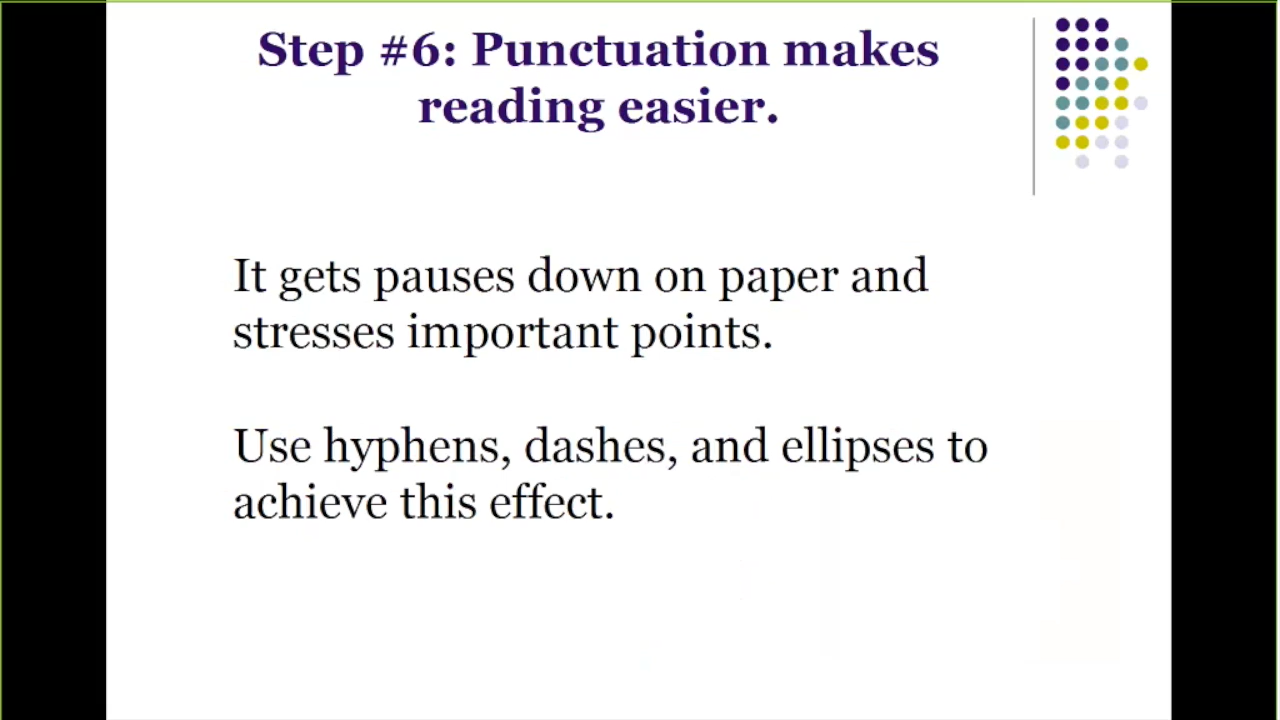 Step #6: Punctuation makes
reading easier.
It gets pauses down on paper and
stresses important points.
Use hyphens, dashes, and ellipses to
achieve this effect.